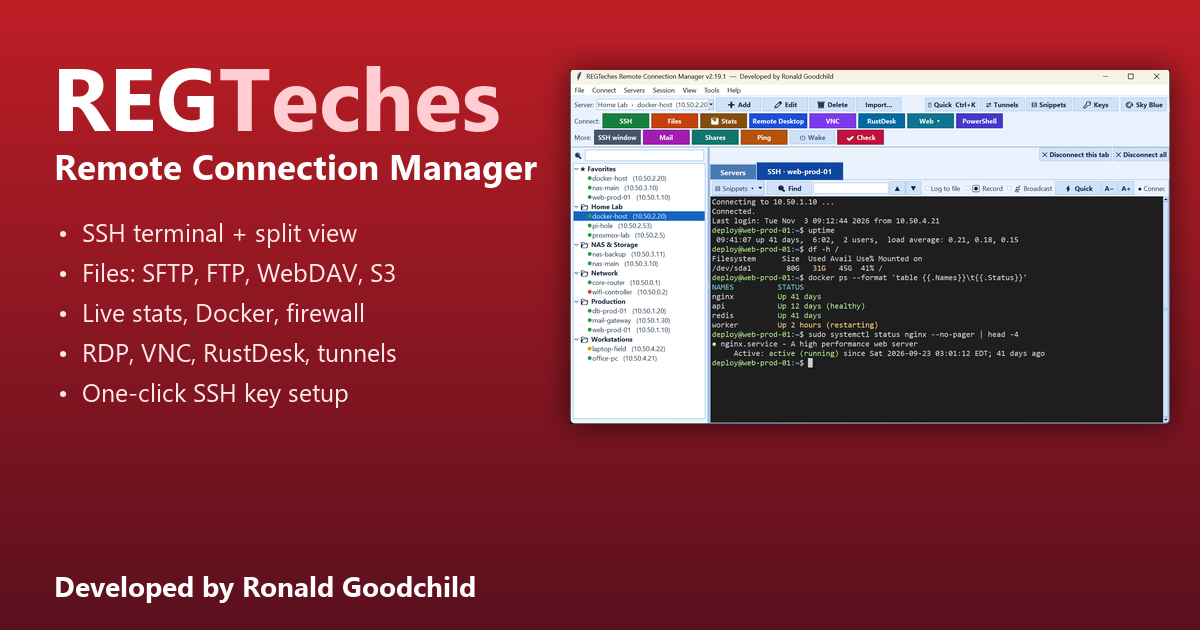 REGTeches
Remote Connection Manager
• SSH terminal + split view
• Files: SFTP, FTP, WebDAV, S3
• Live stats, Docker, firewall
• RDP, VNC, RustDesk, tunnels
• One-click SSH key setup
Developed by Ronald Goodchild
REGTeches Remote Connection Manager v2.19.1 — Developed by Ronald Goodchild
File Connect Servers Session View Tools Help
Server: Home Lab › docker-host (10.50.2.20 Add Edit Delete Import... Quick Ctrl+K Tunnels Snippets Keys Sky Blue
Connect: SSH Files Stats Remote Desktop VNC RustDesk Web PowerShell
More: SSH window Mail Shares Ping Wake Check
Disconnect this tab Disconnect all
Servers SSH - web-prod-01
Snippets Find Log to file Record Broadcast Quick A− A+ Connec
Favorites
docker-host (10.50.2.20)
nas-main (10.50.3.10)
web-prod-01 (10.50.1.10)
Home Lab
docker-host (10.50.2.20)
pi-hole (10.50.2.53)
proxmox-lab (10.50.2.5)
NAS & Storage
nas-backup (10.50.3.11)
nas-main (10.50.3.10)
Network
core-router (10.50.0.1)
wifi-controller (10.50.0.2)
Production
db-prod-01 (10.50.1.20)
mail-gateway (10.50.1.30)
web-prod-01 (10.50.1.10)
Workstations
laptop-field (10.50.4.22)
office-pc (10.50.4.21)
Connecting to 10.50.1.10 ...
Connected.
Last login: Tue Nov  3 09:12:44 2026 from 10.50.4.21
deploy@web-prod-01:~$ uptime
 09:41:07 up 41 days,  6:02,  2 users,  load average: 0.21, 0.18, 0.15
deploy@web-prod-01:~$ df -h /
Filesystem      Size  Used Avail Use% Mounted on
/dev/sda1        80G   31G   45G  41% /
deploy@web-prod-01:~$ docker ps --format 'table {{.Names}}\t{{.Status}}'
NAMES           STATUS
nginx           Up 41 days
api             Up 12 days (healthy)
redis           Up 41 days
worker          Up 2 hours (restarting)
deploy@web-prod-01:~$ sudo systemctl status nginx --no-pager | head -4
● nginx.service - A high performance web server
     Active: active (running) since Sat 2026-09-23 03:01:12 EDT; 41 days ago
deploy@web-prod-01:~$